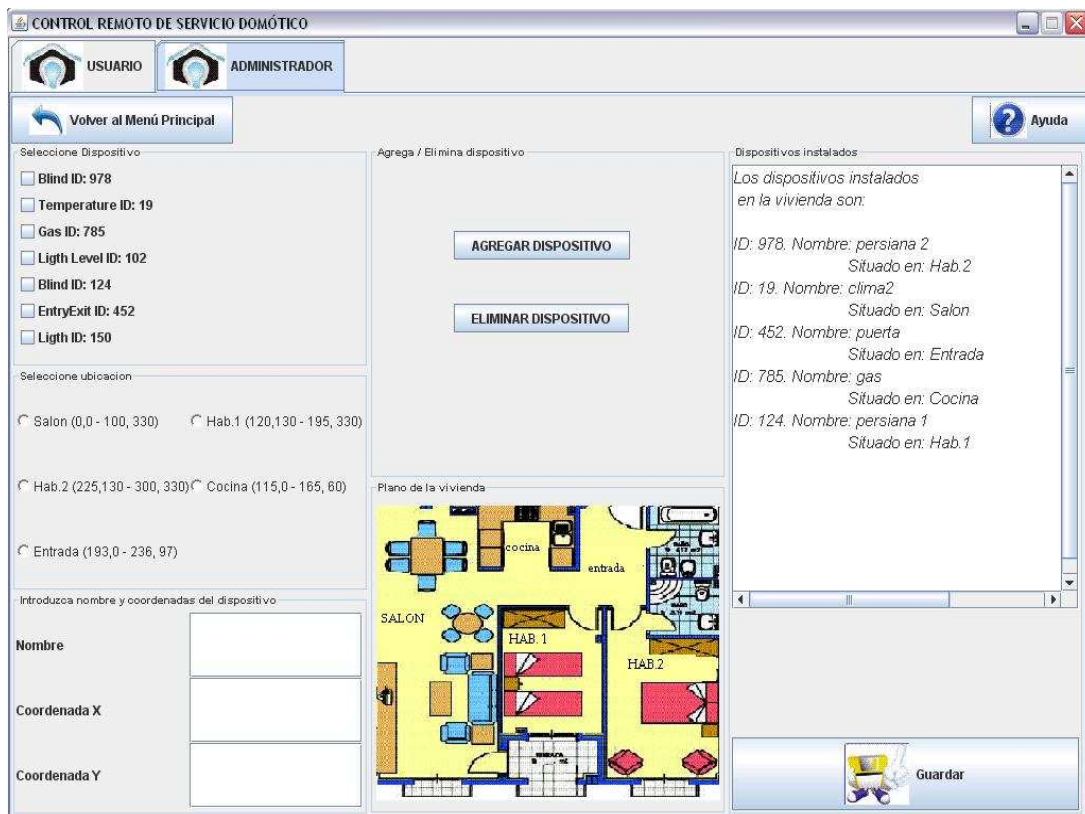 CONTROL REMOTO DE SERVICIO DOMÓTICO
USUARIO
ADMINISTRADOR
Volver al Menú Principal
Ayuda
Seleccione Dispositivo
Blind ID: 978
Temperature ID: 19
Gas ID: 785
Ligth Level ID: 102
Blind ID: 124
EntryExit ID: 452
Ligth ID: 150
Seleccione ubicacion
Salon (0,0 - 100, 330)
Hab.1 (120,130 - 195, 330)
Hab.2 (225,130 - 300, 330)
Cocina (115,0 - 165, 60)
Entrada (193,0 - 236, 97)
Introduzca nombre y coordenadas del dispositivo
Nombre
Coordenada X
Coordenada Y
Agrega / Elimina dispositivo
AGREGAR DISPOSITIVO
ELIMINAR DISPOSITIVO
Plano de la vivienda
cocina
entrada
SALON
HAB. 1
HAB.2
Dispositivos instalados
Los dispositivos instalados
en la vivienda son:
ID: 978. Nombre: persiana 2
Situado en: Hab.2
ID: 19. Nombre: clima2
Situado en: Salon
ID: 452. Nombre: puerta
Situado en: Entrada
ID: 785. Nombre: gas
Situado en: Cocina
ID: 124. Nombre: persiana 1
Situado en: Hab.1
Guardar